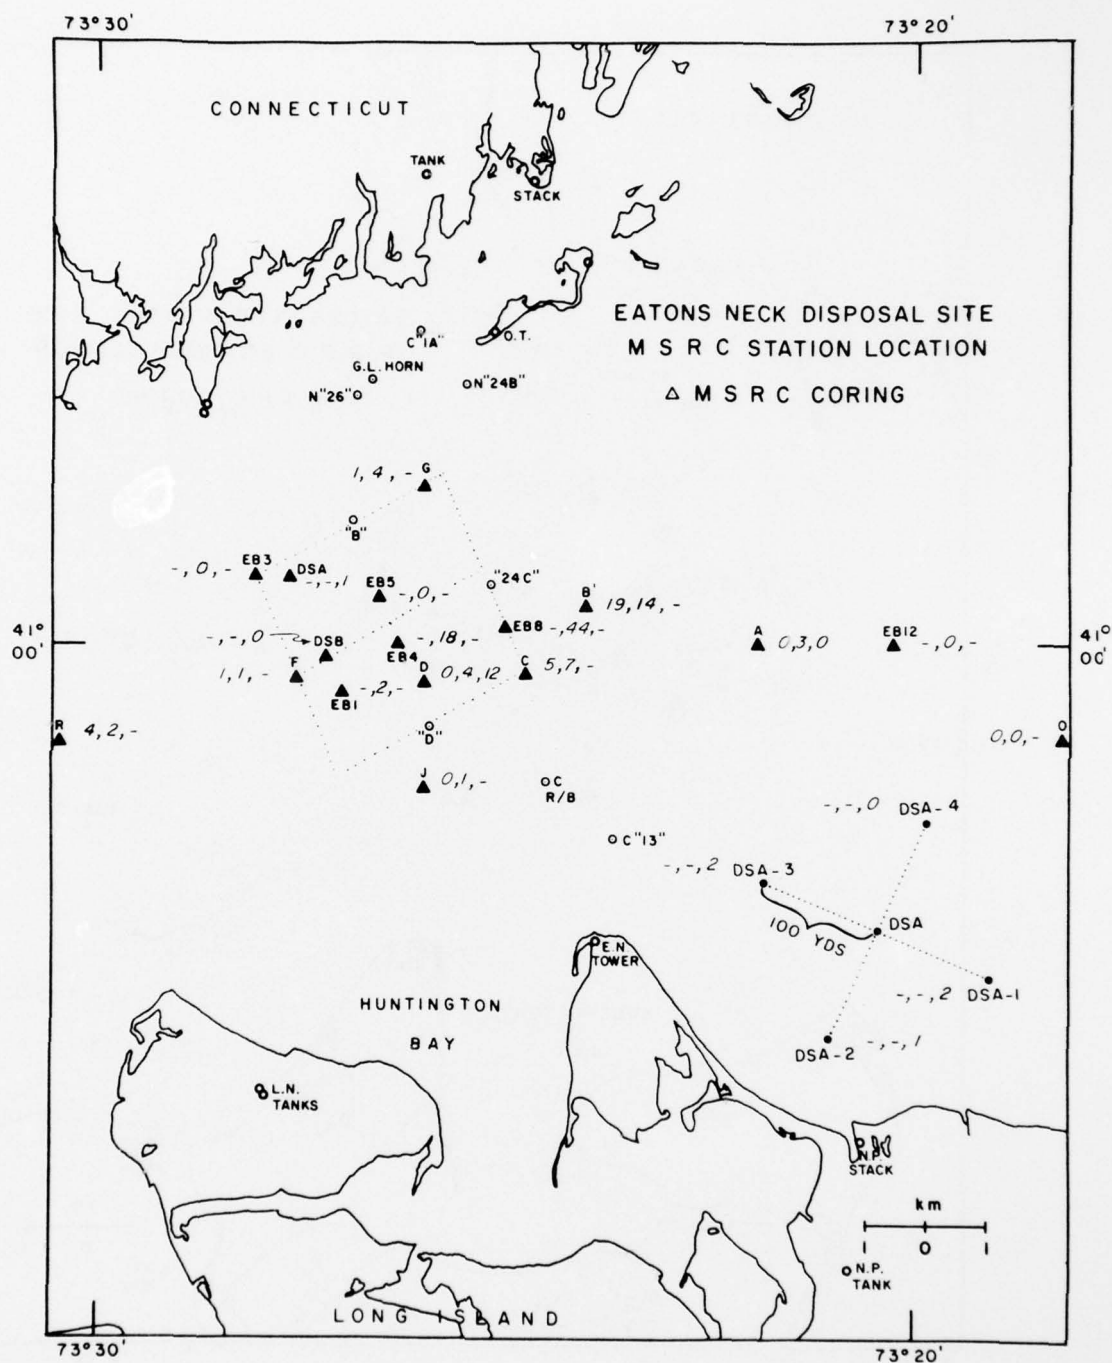 73°30'
73°20'
CONNECTICUT
TANK
STACK
EATONS NECK DISPOSAL SITE
MSRC STATION LOCATION
△ MSRC CORING
O.T.
C"1A"
G.L. HORN
N"26"
N"24B"
1, 4, - G
"B"
-, 0, - EB3
DSA -, -, 1
EB5 -, 0, -
"24C"
B' 19, 14, -
EB8 -, 44, -
41° 00'
-, -, 0 DSB
EB4 -, 18, -
A 0, 3, 0
EB12 -, 0, -
41° 00'
1, 1, - F
EB1 -, 2, -
D 0, 4, 12
C 5, 7, -
R 4, 2, -
"D"
0, 0, - O
J 0, 1, -
C R/B
-, -, 0 DSA-4
C"13"
-, -, 2 DSA-3
100 YDS
DSA
E.N. TOWER
-, -, 2 DSA-1
HUNTINGTON
BAY
DSA-2 -, -, 1
L.N.
TANKS
N.P.
STACK
km
1 0 1
N.P.
TANK
LONG ISLAND
73°30'
73°20'